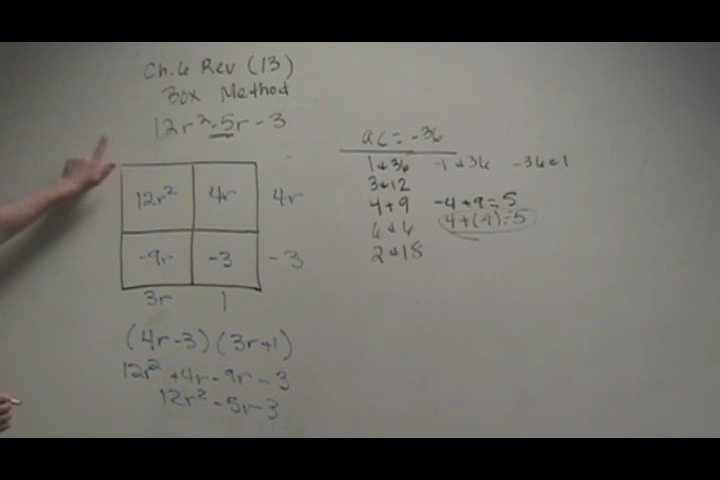 Ch. 6 Rev (13)
Box Method
12r² - 5r - 3
12r² 4r 4r
-9r -3 -3
3r 1
(4r - 3) (3r + 1)
12r² + 4r - 9r - 3
12r² - 5r - 3
ac = -36
1 + 36 -1 + 36 -36 + 1
3 + 12
4 + 9 -4 + 9 = 5
4 + (-9) = -5
6 + 6
2 + 18